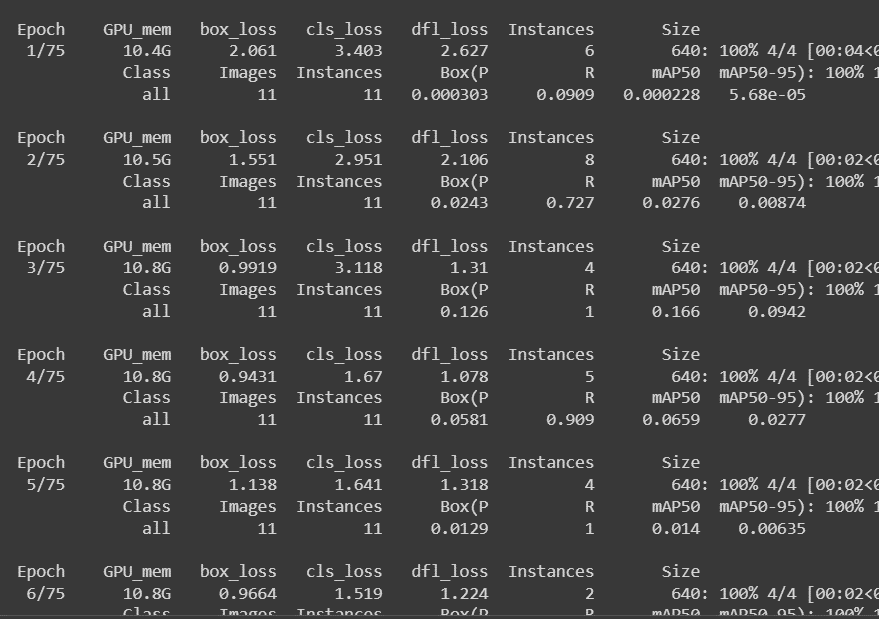 Epoch GPU_mem box_loss cls_loss dfl_loss Instances Size
1/75 10.4G 2.061 3.403 2.627 6 640: 100% 4/4 [00:04<0
Class Images Instances Box(P R mAP50 mAP50-95): 100% 1
all 11 11 0.000303 0.0909 0.000228 5.68e-05
Epoch GPU_mem box_loss cls_loss dfl_loss Instances Size
2/75 10.5G 1.551 2.951 2.106 8 640: 100% 4/4 [00:02<0
Class Images Instances Box(P R mAP50 mAP50-95): 100% 1
all 11 11 0.0243 0.727 0.0276 0.00874
Epoch GPU_mem box_loss cls_loss dfl_loss Instances Size
3/75 10.8G 0.9919 3.118 1.31 4 640: 100% 4/4 [00:02<0
Class Images Instances Box(P R mAP50 mAP50-95): 100% 1
all 11 11 0.126 1 0.166 0.0942
Epoch GPU_mem box_loss cls_loss dfl_loss Instances Size
4/75 10.8G 0.9431 1.67 1.078 5 640: 100% 4/4 [00:02<0
Class Images Instances Box(P R mAP50 mAP50-95): 100% 1
all 11 11 0.0581 0.909 0.0659 0.0277
Epoch GPU_mem box_loss cls_loss dfl_loss Instances Size
5/75 10.8G 1.138 1.641 1.318 4 640: 100% 4/4 [00:02<0
Class Images Instances Box(P R mAP50 mAP50-95): 100% 1
all 11 11 0.0129 1 0.014 0.00635
Epoch GPU_mem box_loss cls_loss dfl_loss Instances Size
6/75 10.8G 0.9664 1.519 1.224 2 640: 100% 4/4 [00:02<0
Class Images Instances Box(P R mAP50 mAP50-95): 100% 1